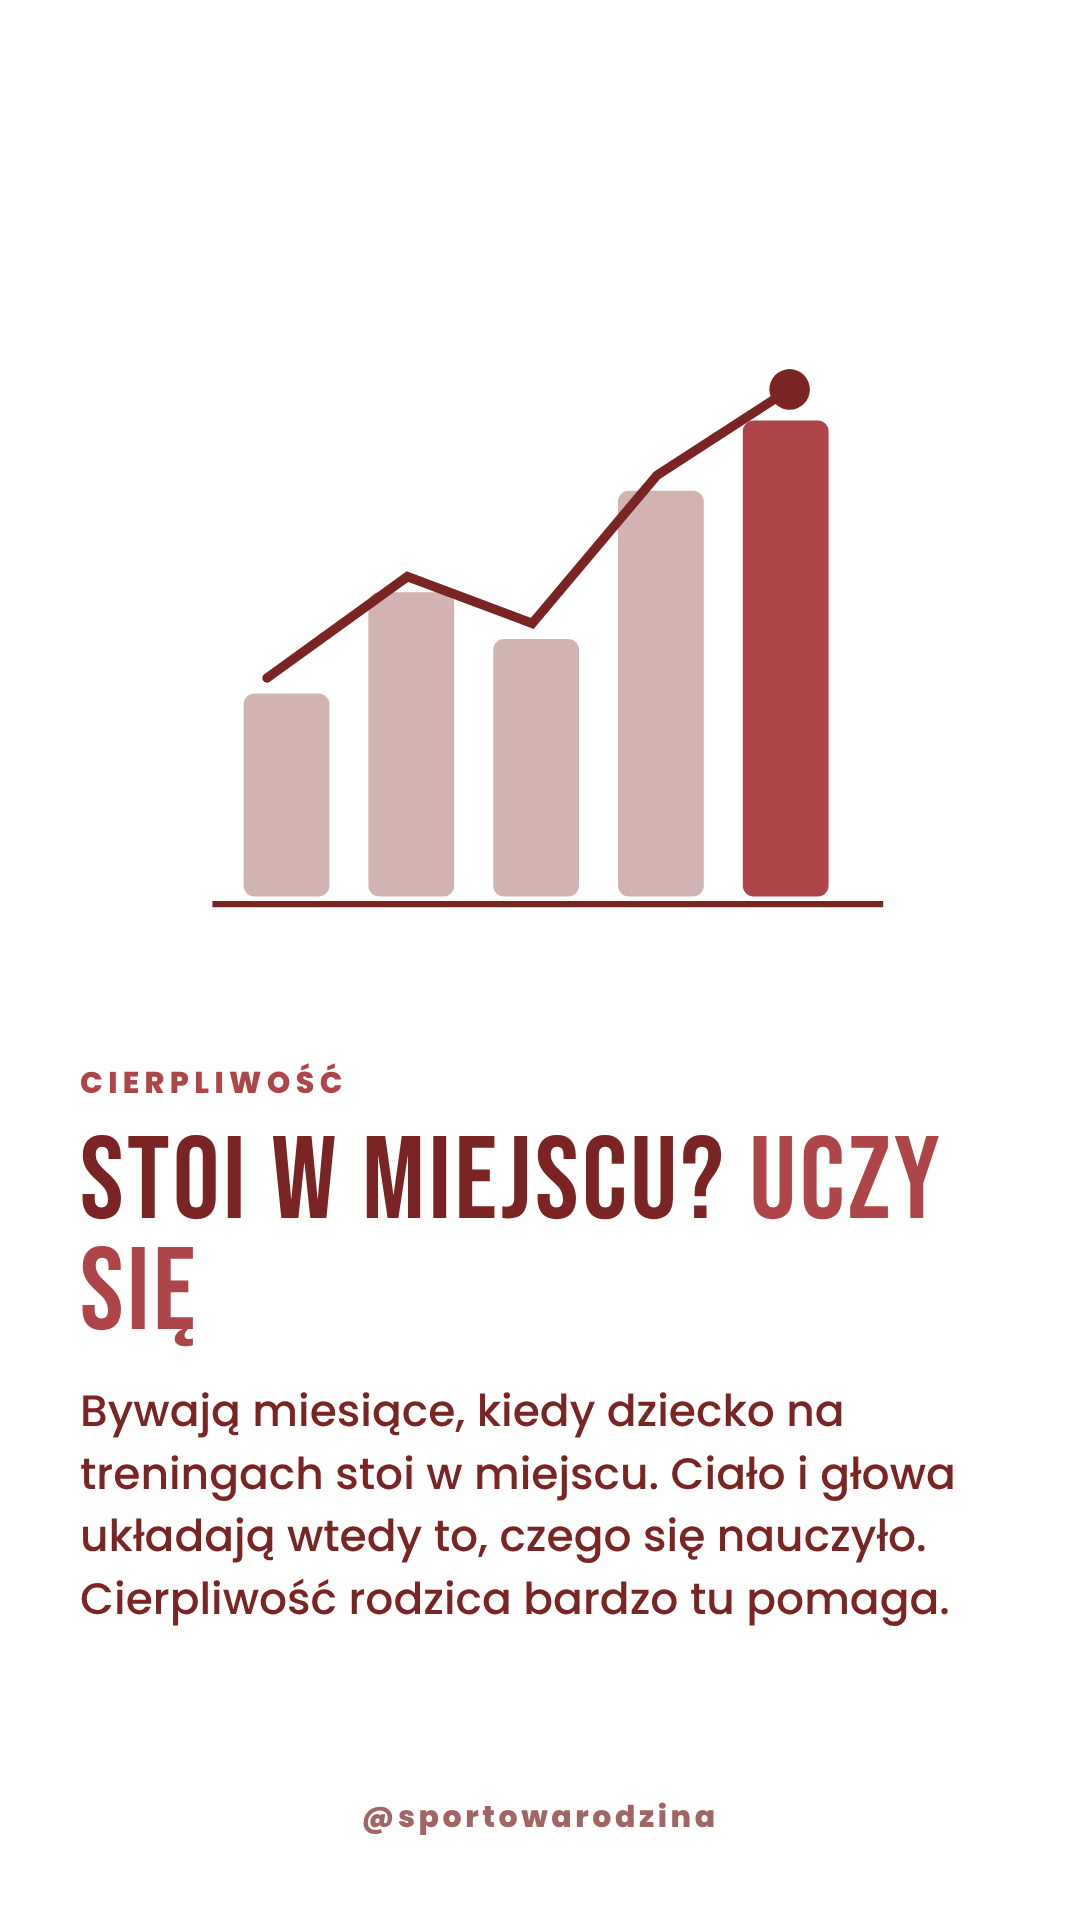 CIERPLIWOŚĆ
STOI W MIEJSCU? UCZY
SIĘ
Bywają miesiące, kiedy dziecko na
treningach stoi w miejscu. Ciało i głowa
układają wtedy to, czego się nauczyło.
Cierpliwość rodzica bardzo tu pomaga.
@sportowarodzina